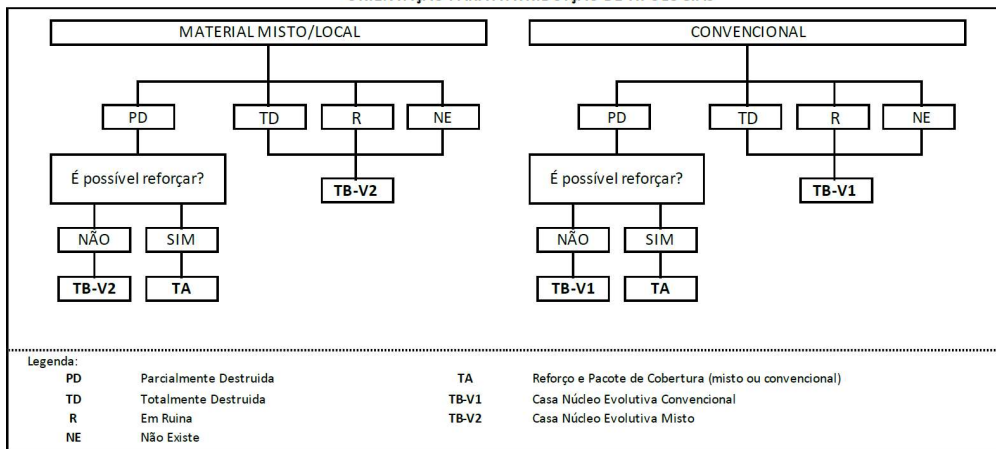 MATERIAL MISTO/LOCAL CONVENCIONAL
PD TD R NE PD TD R NE
É possível reforçar? TB-V2 É possível reforçar? TB-V1
NÃO SIM NÃO SIM
TB-V2 TA TB-V1 TA
Legenda:
PD Parcialmente Destruida TA Reforço e Pacote de Cobertura (misto ou convencional)
TD Totalmente Destruida TB-V1 Casa Núcleo Evolutiva Convencional
R Em Ruina TB-V2 Casa Núcleo Evolutiva Misto
NE Não Existe